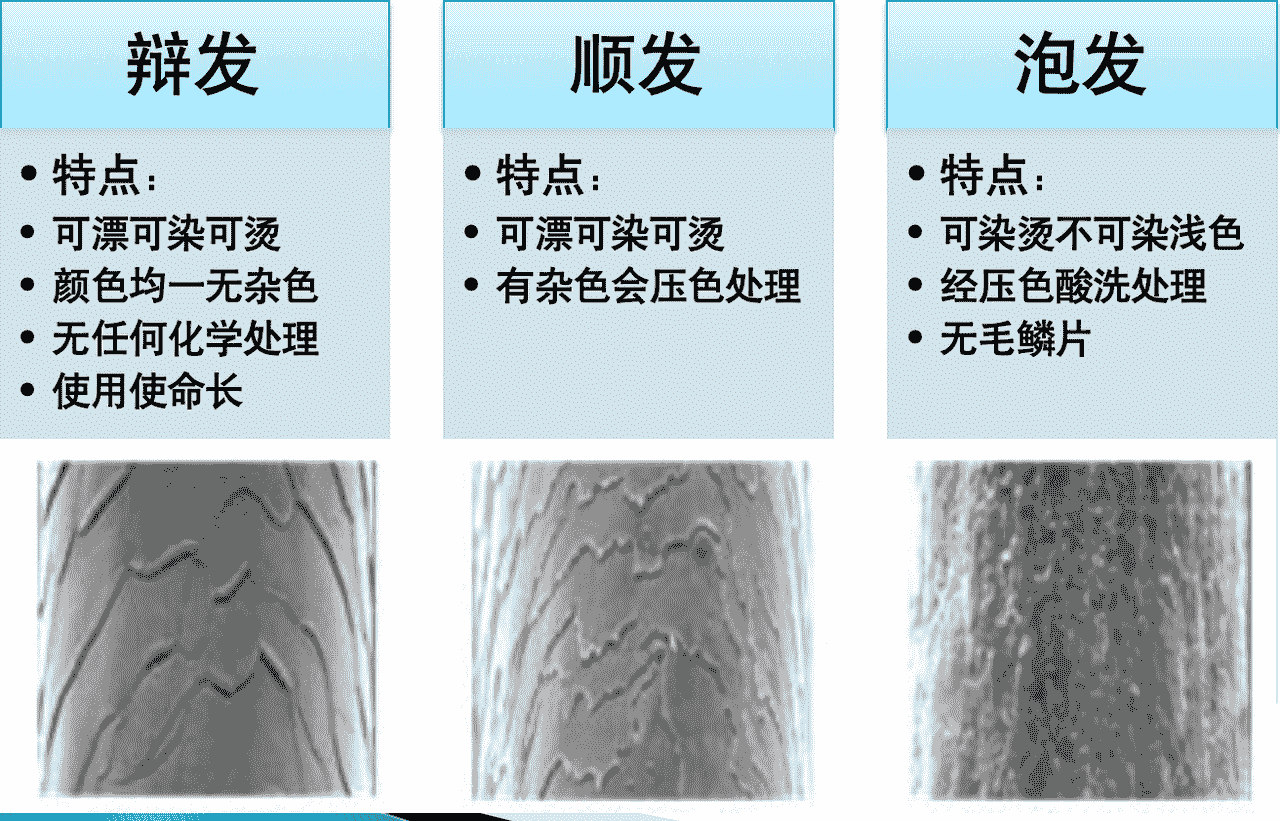 辩发
• 特点：
• 可漂可染可烫
• 颜色均一无杂色
• 无任何化学处理
• 使用使命长
顺发
• 特点：
• 可漂可染可烫
• 有杂色会压色处理
泡发
• 特点：
• 可染烫不可染浅色
• 经压色酸洗处理
• 无毛鳞片